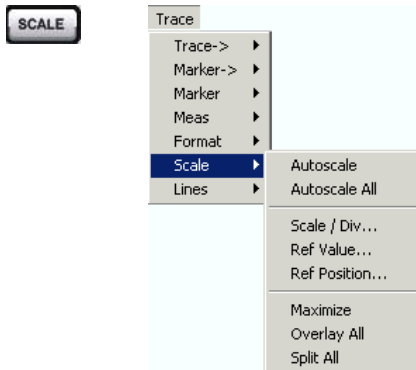 SCALE
Trace
Trace->
Marker->
Marker
Meas
Format
Scale
Lines
Autoscale
Autoscale All
Scale / Div...
Ref Value...
Ref Position...
Maximize
Overlay All
Split All